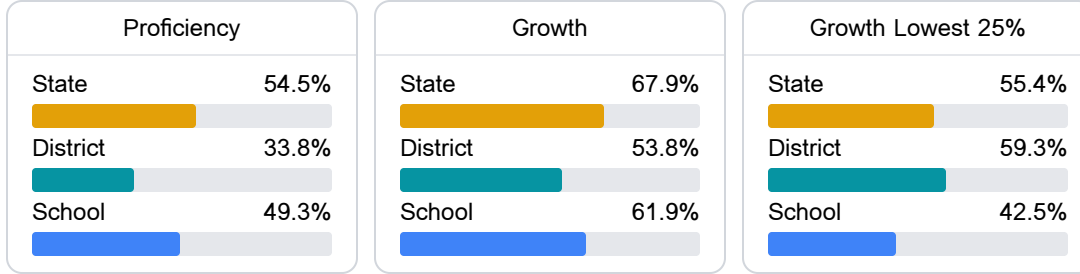 Proficiency
State 54.5%
District 33.8%
School 49.3%
Growth
State 67.9%
District 53.8%
School 61.9%
Growth Lowest 25%
State 55.4%
District 59.3%
School 42.5%